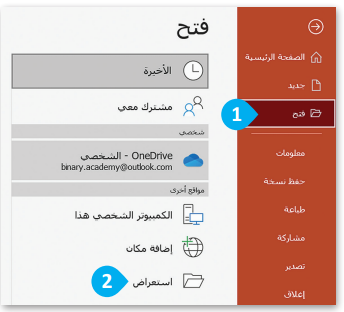 الصفحة الرئيسية
جديد
فتح
1
معلومات
حفظ نسخة
طباعة
مشاركة
تصدير
إغلاق
فتح
الأخيرة
مشترك معي
شخصي
OneDrive - الشخصي
binary.academy@outlook.com
مواقع أخرى
الكمبيوتر الشخصي هذا
إضافة مكان
استعراض
2